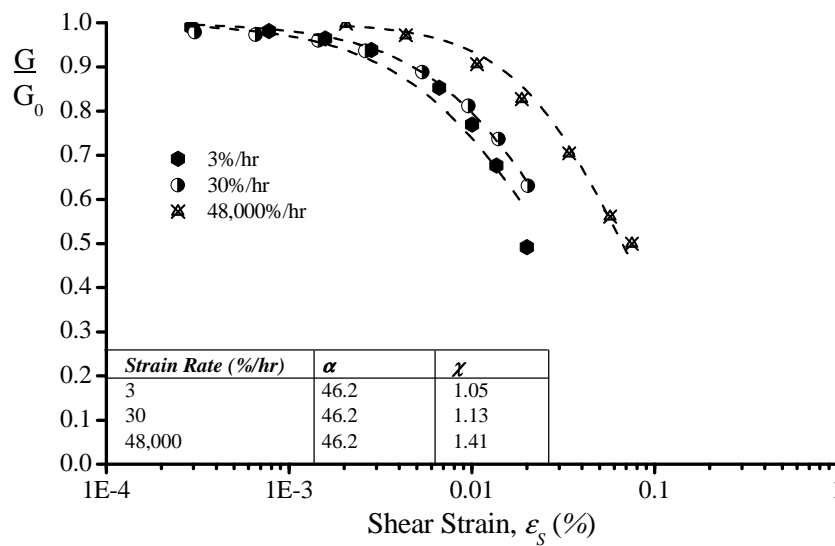 1.0
0.9
0.8
0.7
0.6
0.5
0.4
0.3
0.2
0.1
0.0
G
G0
3%/hr
30%/hr
48,000%/hr
Strain Rate (%/hr) α χ
3 46.2 1.05
30 46.2 1.13
48,000 46.2 1.41
1E-4 1E-3 0.01 0.1 1
Shear Strain, εS (%)